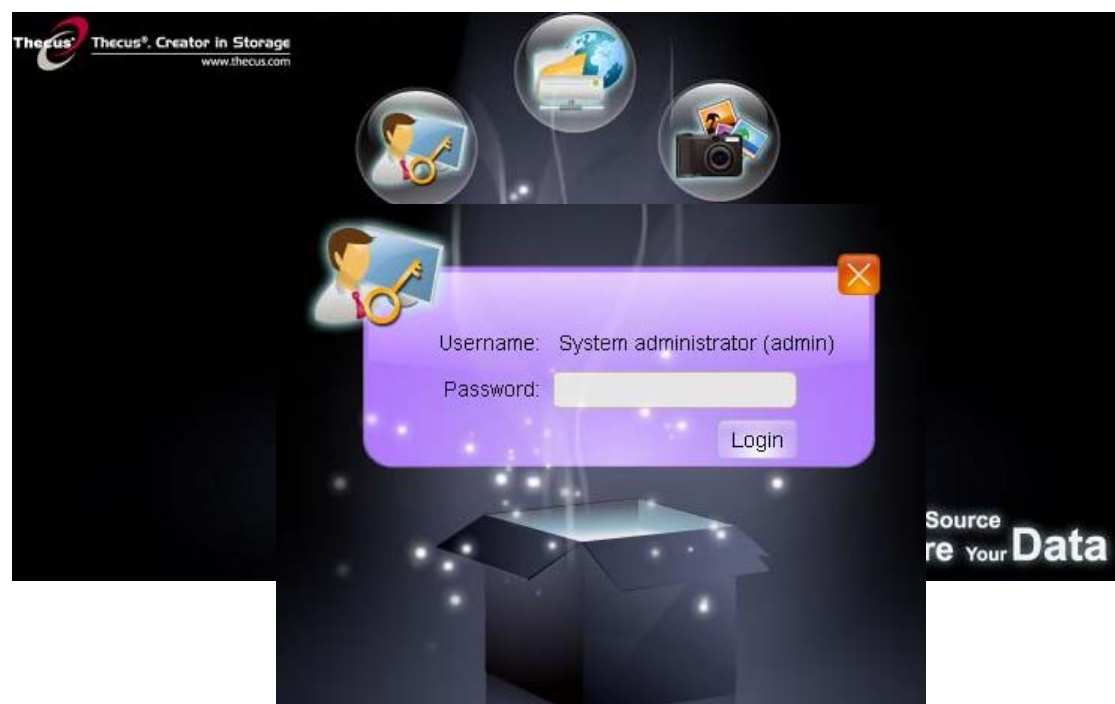 Thecus®
Thecus®. Creator in Storage
www.thecus.com
Username: System administrator (admin)
Password:
Login
Source
re Your Data